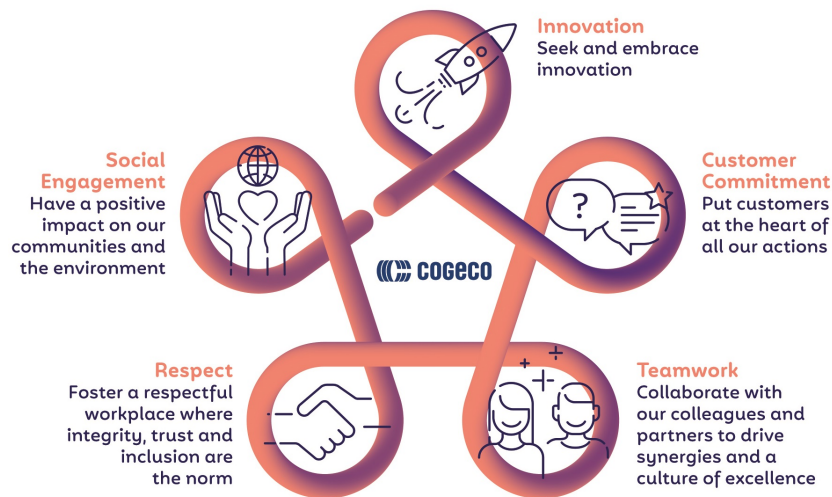 Innovation
Seek and embrace
innovation
Social
Engagement
Have a positive
impact on our
communities and
the environment
Customer
Commitment
Put customers
at the heart of
all our actions
?
cogeco
Respect
Foster a respectful
workplace where
integrity, trust and
inclusion are
the norm
Teamwork
Collaborate with
our colleagues and
partners to drive
synergies and a
culture of excellence